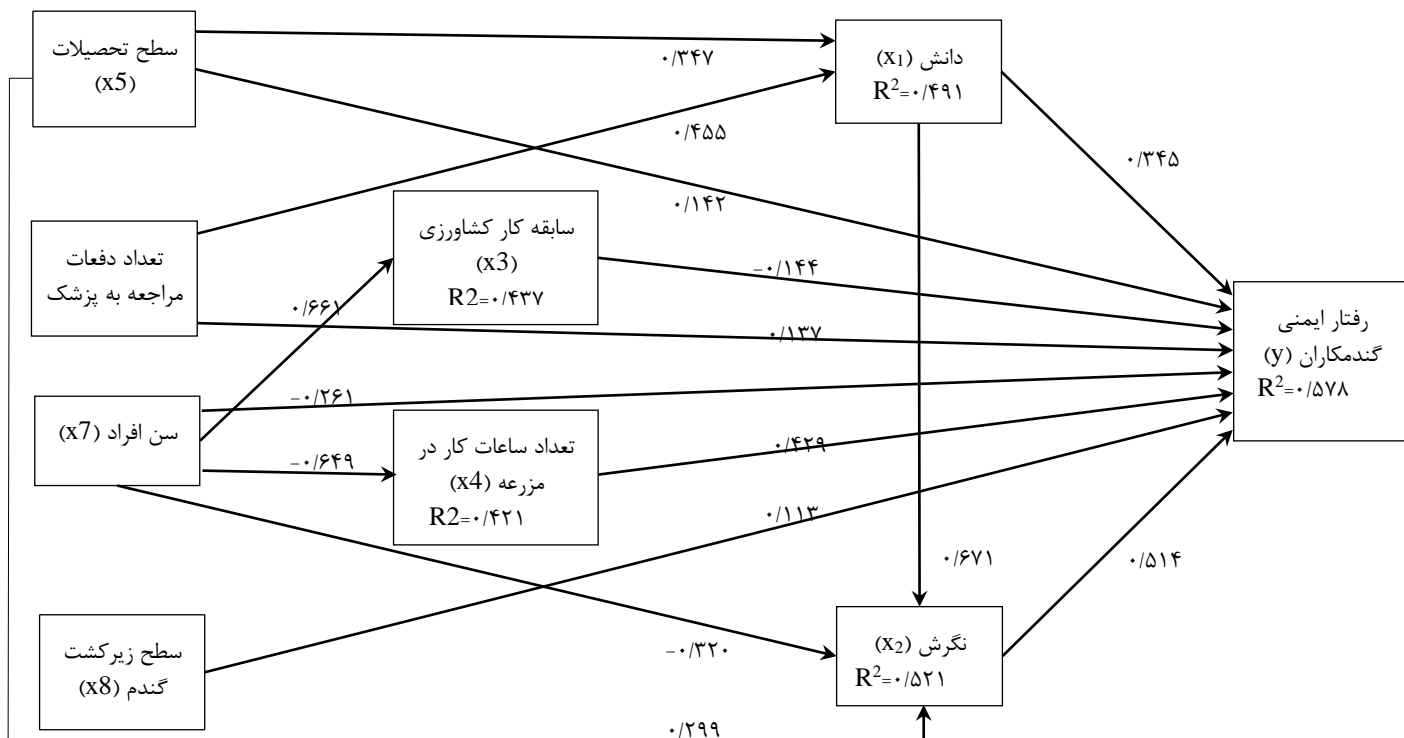 سطح تحصیلات
(x5)
دانش (x1)
R2=۰/۴۹۱
۰/۳۴۷
۰/۴۵۵
۰/۳۴۵
۰/۱۴۲
تعداد دفعات
مراجعه به پزشک
سابقه کار کشاورزی
(x3)
R2=۰/۴۳۷
-۰/۱۴۴
۰/۶۶۱
۰/۱۳۷
رفتار ایمنی
گندمکاران (y)
R2=۰/۵۷۸
سن افراد (x7)
-۰/۲۶۱
-۰/۶۴۹
تعداد ساعات کار در
مزرعه (x4)
R2=۰/۴۲۱
۰/۴۲۹
۰/۱۱۳
۰/۶۷۱
۰/۵۱۴
سطح زیرکشت
گندم (x8)
-۰/۳۲۰
نگرش (x2)
R2=۰/۵۲۱
۰/۲۹۹